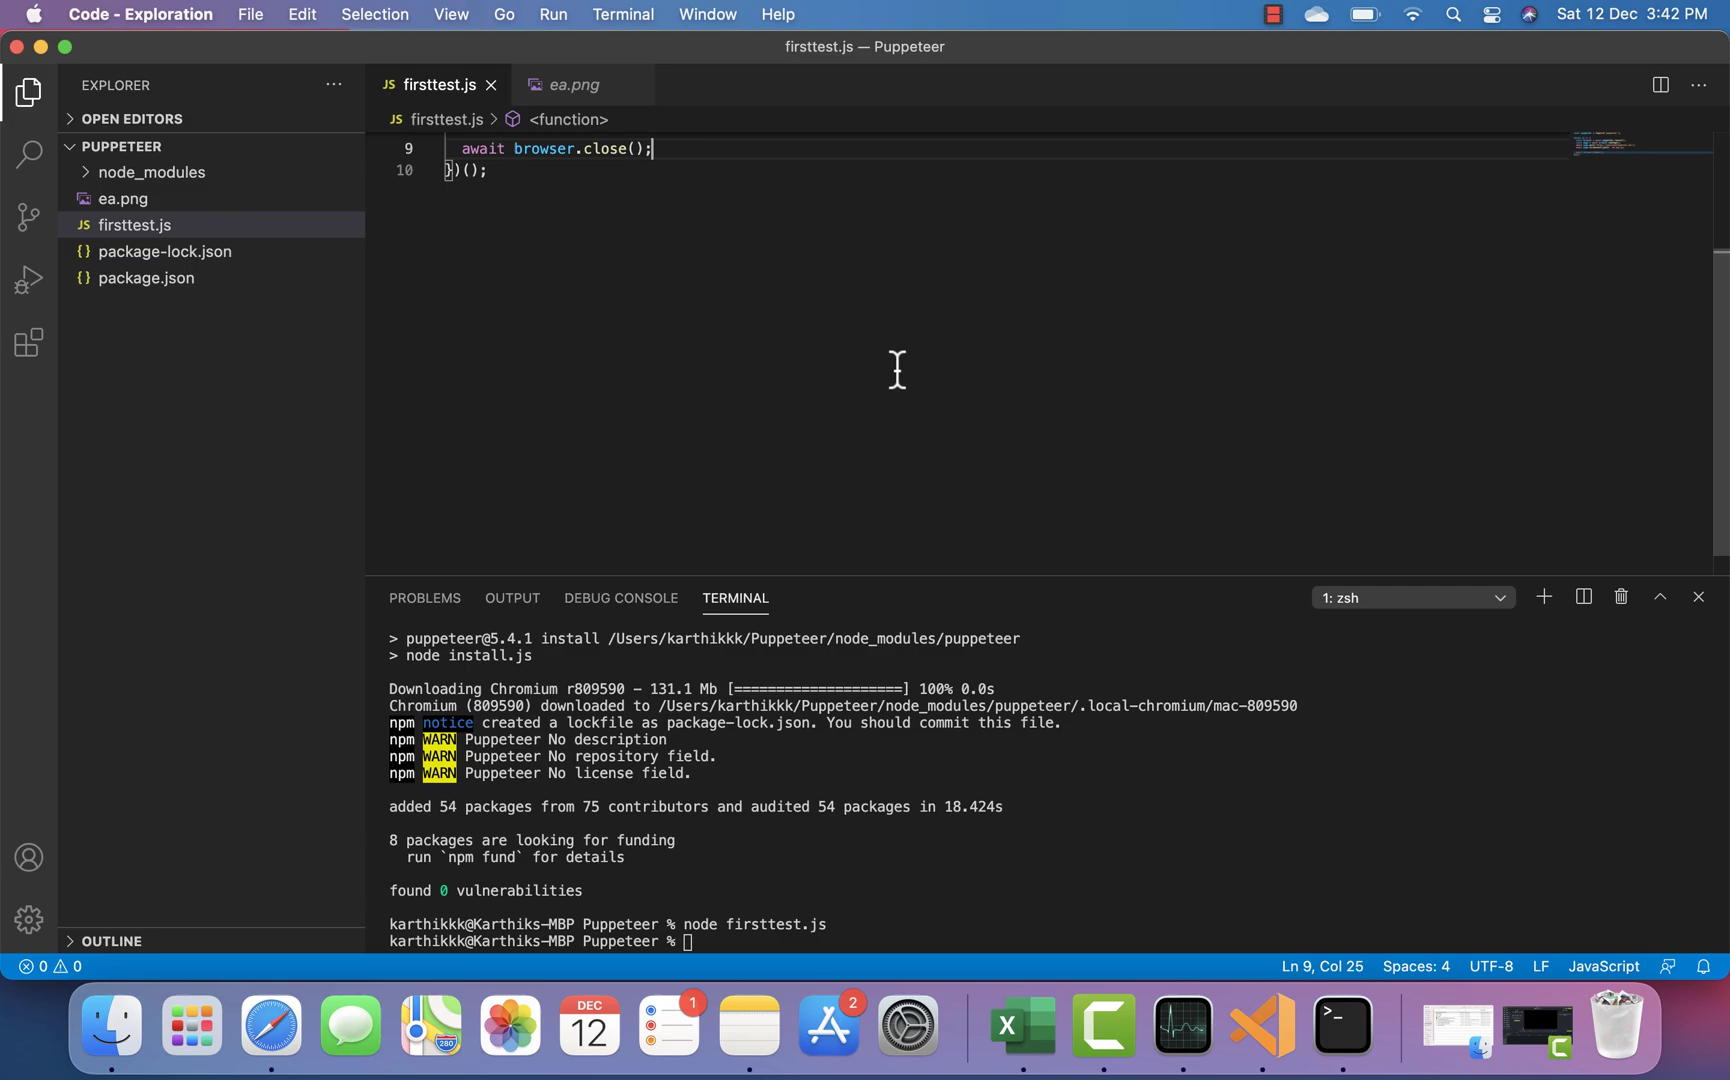 Code - Exploration File Edit Selection View Go Run Terminal Window Help Sat 12 Dec 3:42 PM
firsttest.js — Puppeteer
EXPLORER
JS firsttest.js
ea.png
OPEN EDITORS
JS firsttest.js > <function>
PUPPETEER
node_modules
ea.png
JS firsttest.js
{} package-lock.json
{} package.json
9 await browser.close();
10 })();
PROBLEMS OUTPUT DEBUG CONSOLE TERMINAL 1: zsh
> puppeteer@5.4.1 install /Users/karthikkk/Puppeteer/node_modules/puppeteer
> node install.js
Downloading Chromium r809590 - 131.1 Mb [====================] 100% 0.0s
Chromium (809590) downloaded to /Users/karthikkk/Puppeteer/node_modules/puppeteer/.local-chromium/mac-809590
npm notice created a lockfile as package-lock.json. You should commit this file.
npm WARN Puppeteer No description
npm WARN Puppeteer No repository field.
npm WARN Puppeteer No license field.
added 54 packages from 75 contributors and audited 54 packages in 18.424s
8 packages are looking for funding
run `npm fund` for details
found 0 vulnerabilities
karthikkk@Karthiks-MBP Puppeteer % node firsttest.js
karthikkk@Karthiks-MBP Puppeteer %
OUTLINE
0 0 Ln 9, Col 25 Spaces: 4 UTF-8 LF JavaScript
DEC
12
1
2
280
X
C
>_
C